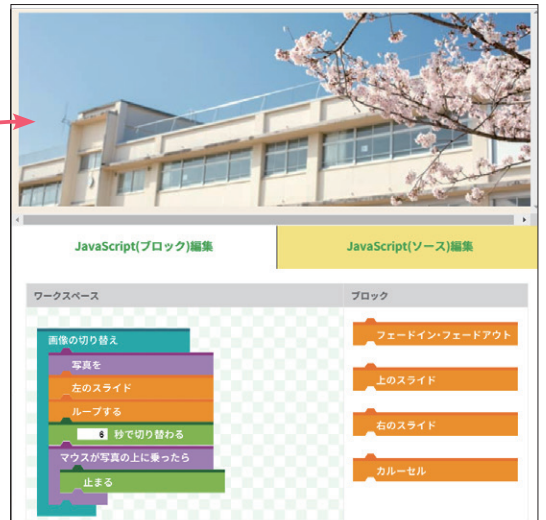 JavaScript(ブロック)編集
JavaScript(ソース)編集
ワークスペース
ブロック
画像の切り替え
写真を
左のスライド
ループする
6 秒で切り替わる
マウスが写真の上に乗ったら
止まる
フェードイン・フェードアウト
上のスライド
右のスライド
カルーセル